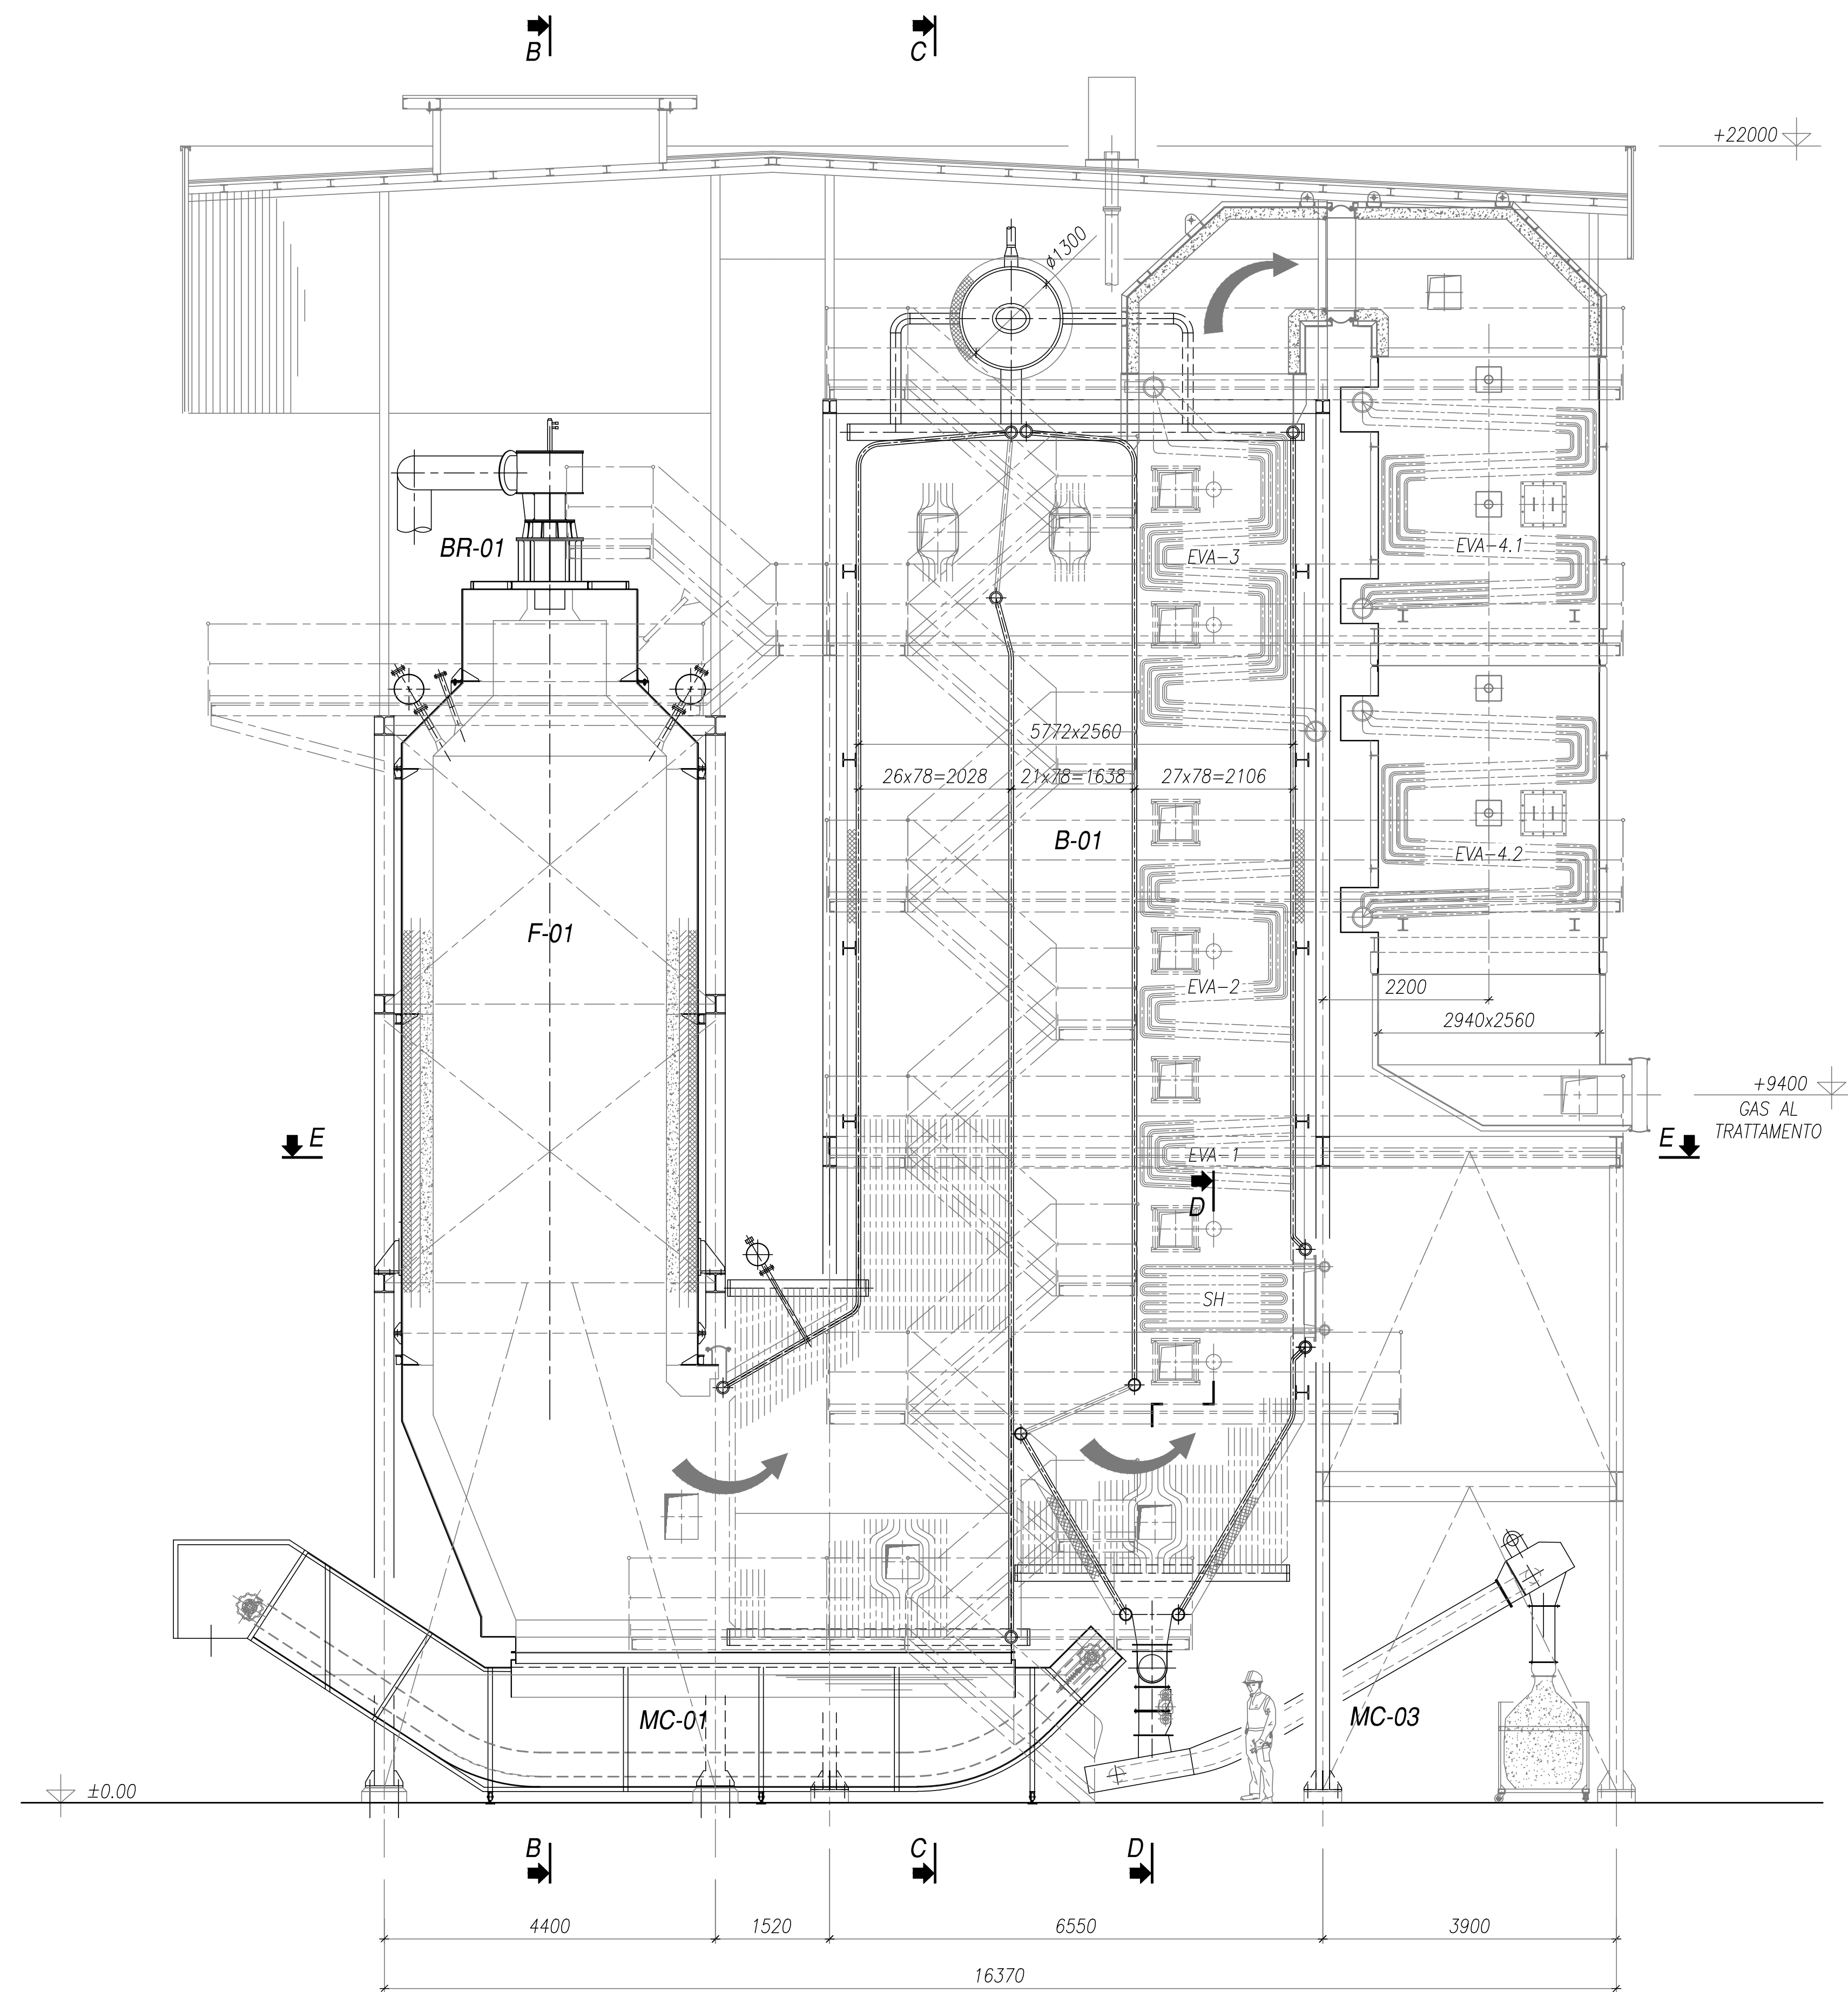 B
C
+22000
ø1300
BR-01
EVA-3
EVA-4.1
5772x2560
26x78=2028
21x78=1638
27x78=2106
B-01
EVA-4.2
F-01
EVA-2
2200
2940x2560
+9400
GAS AL
TRATTAMENTO
E
E
EVA-1
D
SH
MC-01
MC-03
±0.00
B
C
D
4400
1520
6550
3900
16370